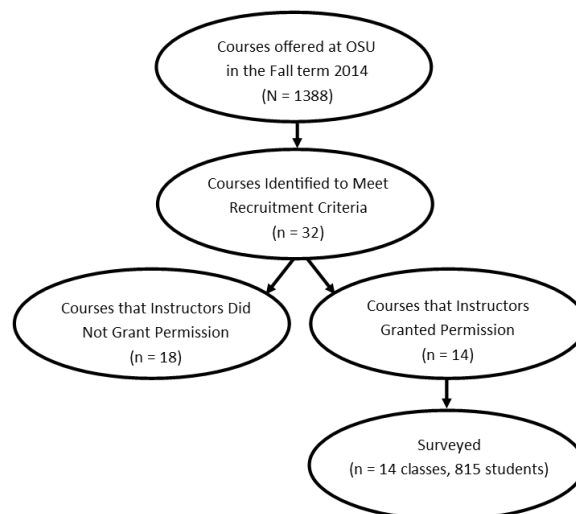 Courses offered at OSU
in the Fall term 2014
(N = 1388)
Courses Identified to Meet
Recruitment Criteria
(n = 32)
Courses that Instructors Did
Not Grant Permission
(n = 18)
Courses that Instructors
Granted Permission
(n = 14)
Surveyed
(n = 14 classes, 815 students)